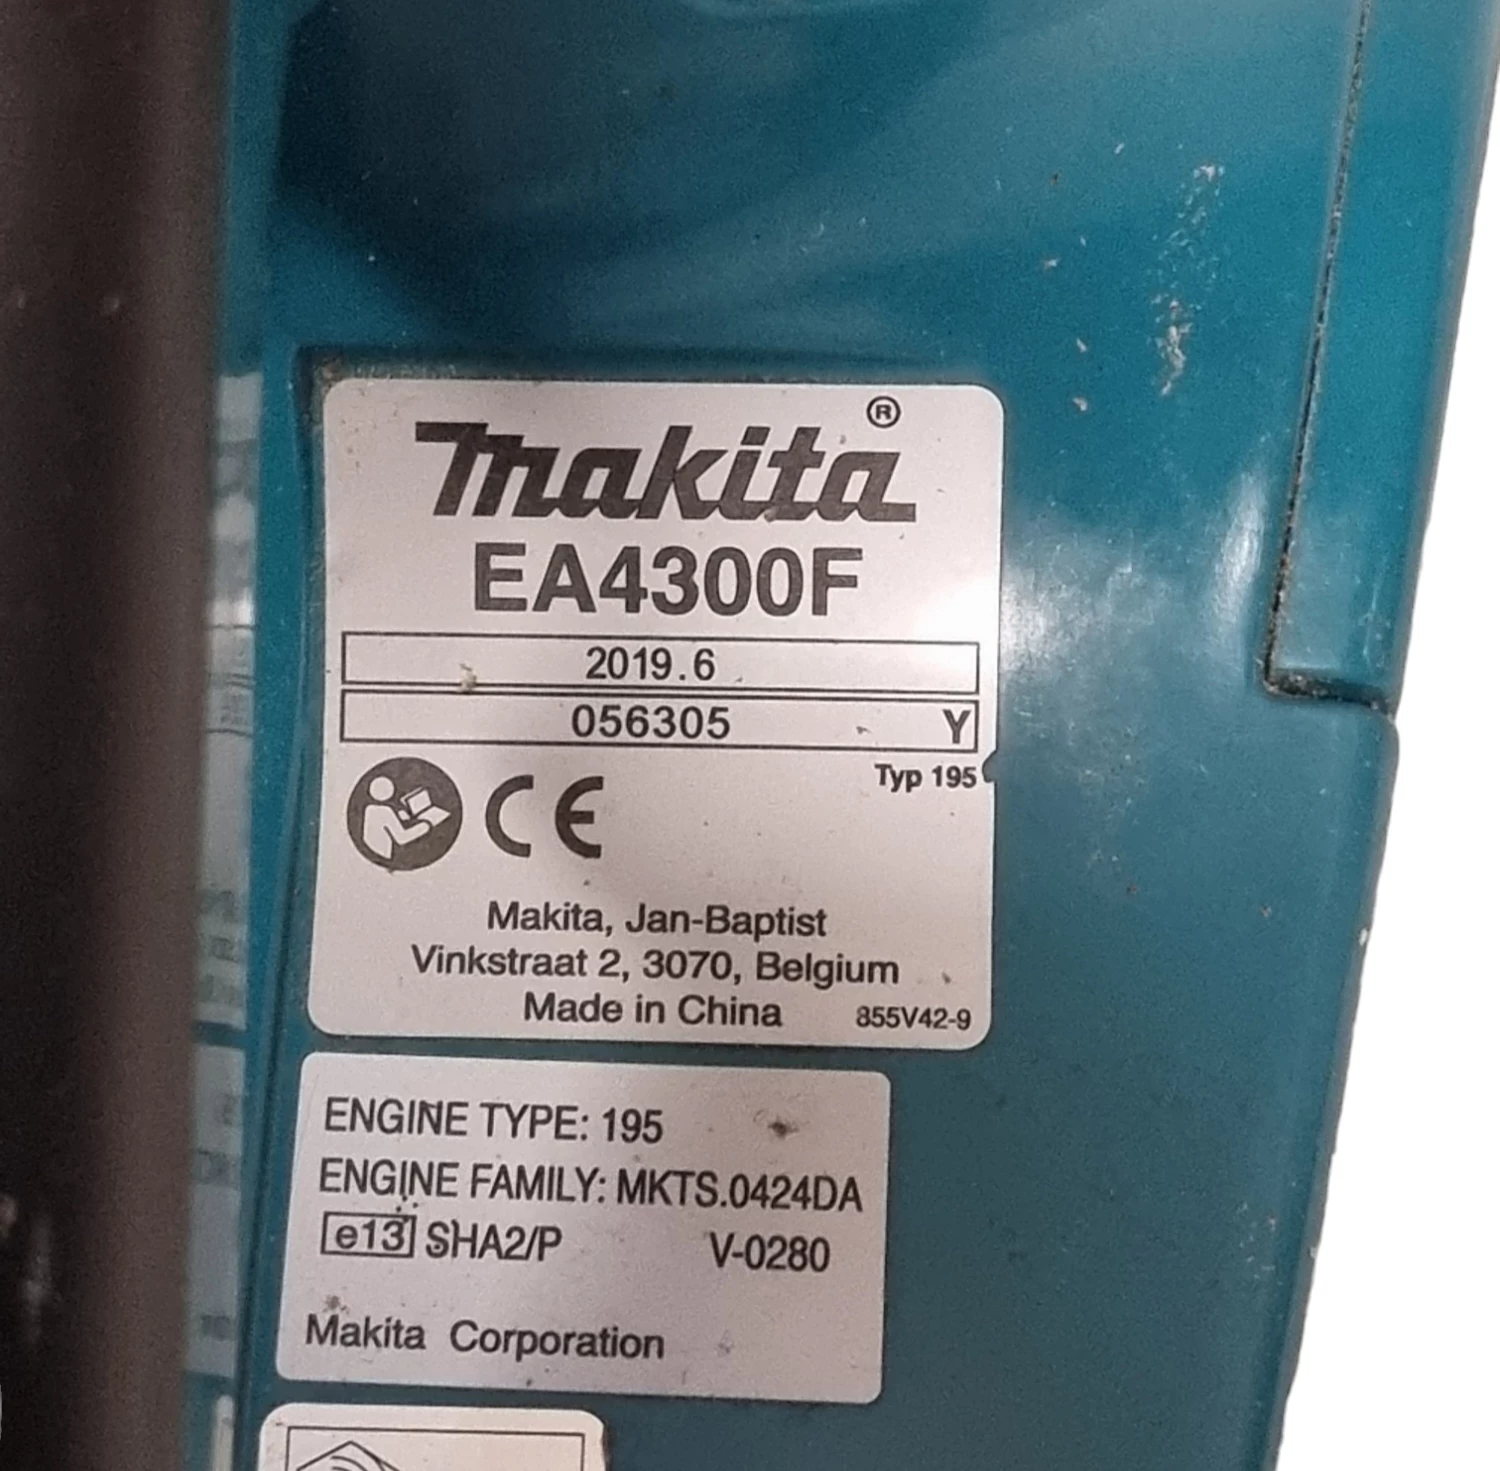 makita®
EA4300F
2019.6
056305 Y
Typ 195
CE
Makita, Jan-Baptist
Vinkstraat 2, 3070, Belgium
Made in China 855V42-9
ENGINE TYPE: 195
ENGINE FAMILY: MKTS.0424DA
e13 SHA2/P V-0280
Makita Corporation